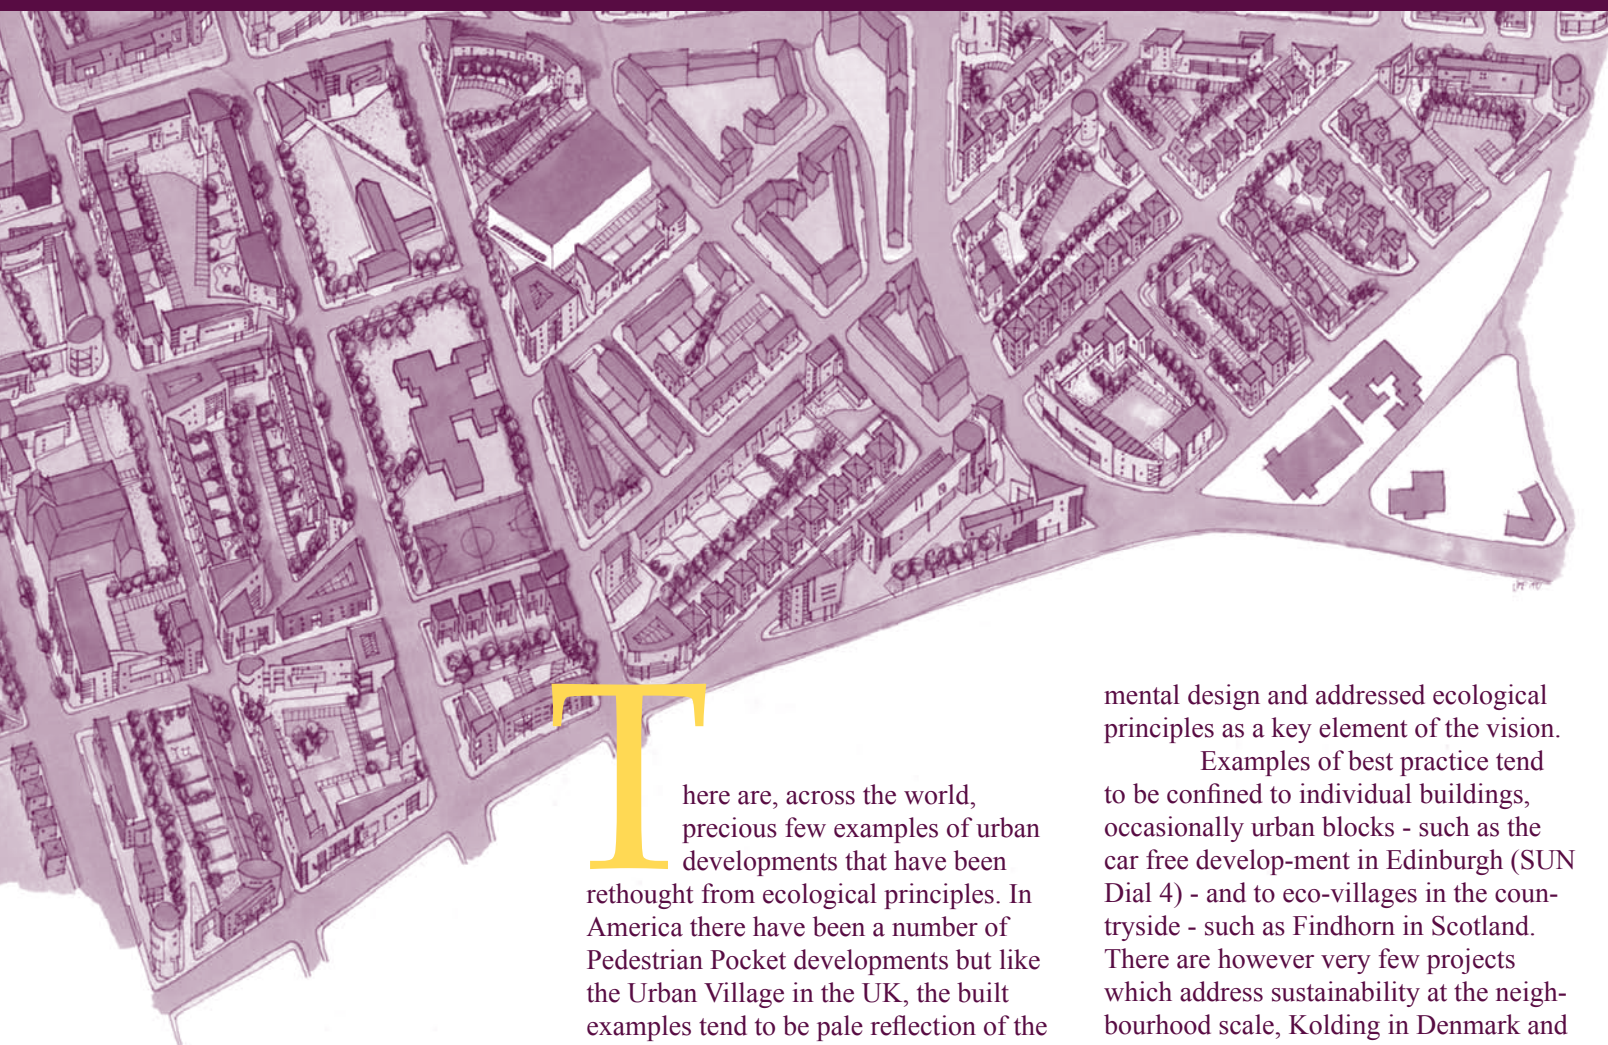 There are, across the world,
precious few examples of urban
developments that have been
rethought from ecological principles. In
America there have been a number of
Pedestrian Pocket developments but like
the Urban Village in the UK, the built
examples tend to be pale reflection of the
mental design and addressed ecological
principles as a key element of the vision.
Examples of best practice tend
to be confined to individual buildings,
occasionally urban blocks - such as the
car free develop-ment in Edinburgh (SUN
Dial 4) - and to eco-villages in the coun-
tryside - such as Findhorn in Scotland.
There are however very few projects
which address sustainability at the neigh-
bourhood scale, Kolding in Denmark and